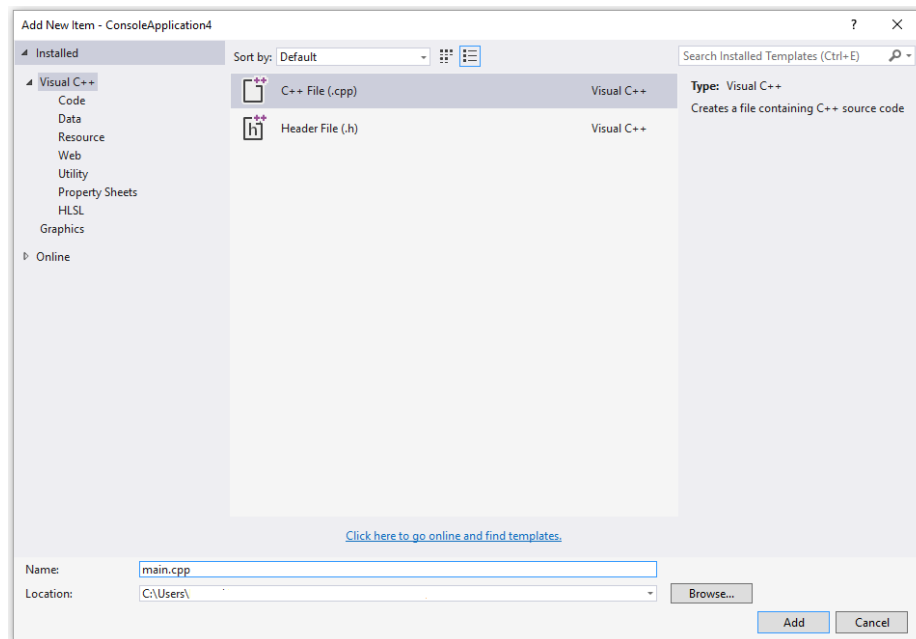 Add New Item - ConsoleApplication4
?
Installed
Sort by: Default
Search Installed Templates (Ctrl+E)
Visual C++
Code
Data
Resource
Web
Utility
Property Sheets
HLSL
Graphics
Online
C++ File (.cpp) Visual C++
Header File (.h) Visual C++
Type: Visual C++
Creates a file containing C++ source code
Click here to go online and find templates.
Name: main.cpp
Location: C:\Users\ Browse...
Add Cancel